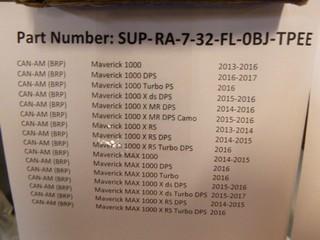 Part Number: SUP-RA-7-32-FL-0BJ-TPEE
CAN-AM (BRP) Maverick 1000 2013-2016
CAN-AM (BRP) Maverick 1000 DPS 2016-2017
CAN-AM (BRP) Maverick 1000 Turbo PS 2016
CAN-AM (BRP) Maverick 1000 X ds DPS 2015-2016
CAN-AM (BRP) Maverick 1000 X MR DPS 2014-2016
CAN-AM (BRP) Maverick 1000 X MR DPS Camo 2015-2016
CAN-AM (BRP) Maverick 1000 X RS 2013-2014
CAN-AM (BRP) Maverick 1000 X RS DPS 2015-2016
CAN-AM (BRP) Maverick 1000 X RS Turbo DPS 2016
CAN-AM (BRP) Maverick MAX 1000 2014-2015
CAN-AM (BRP) Maverick MAX 1000 DPS 2016
CAN-AM (BRP) Maverick MAX 1000 Turbo 2016
CAN-AM (BRP) Maverick MAX 1000 X ds DPS 2015-2016
CAN-AM (BRP) Maverick MAX 1000 X ds Turbo DPS 2015-2017
CAN-AM (BRP) Maverick MAX 1000 X RS DPS 2014-2015
CAN-AM (BRP) Maverick MAX 1000 X RS Turbo DPS 2016